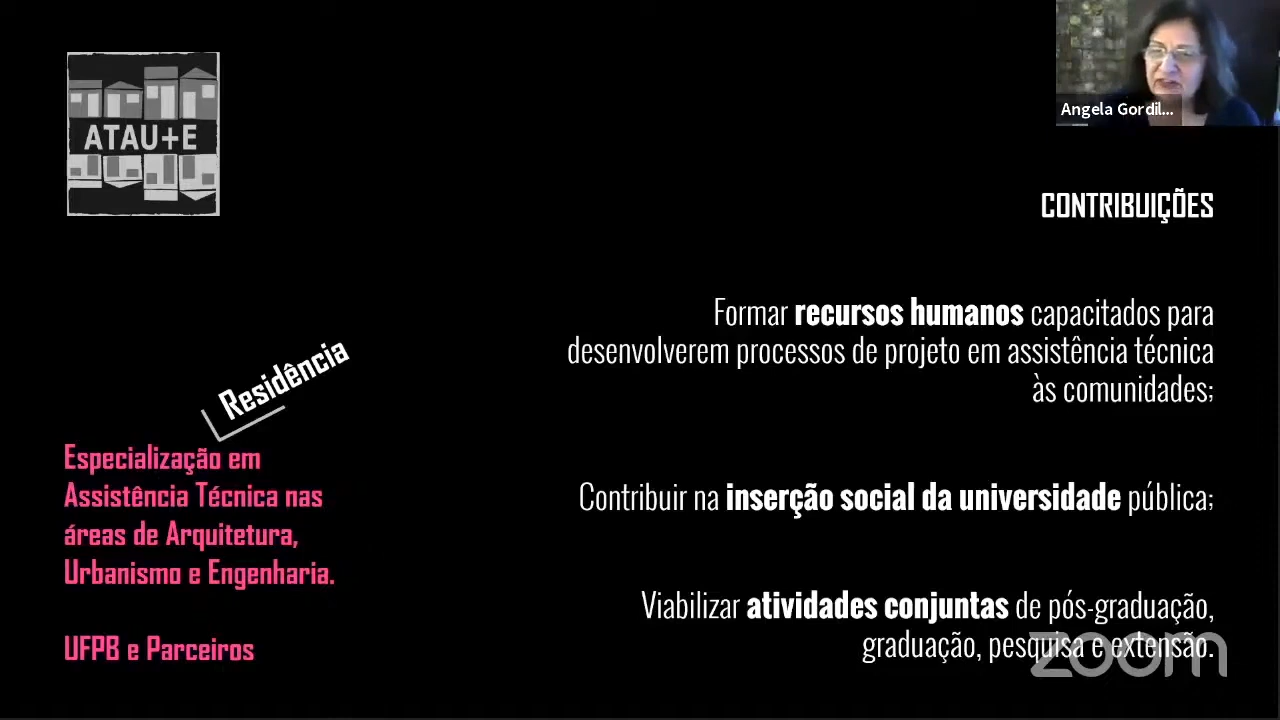 ATAU+E
Angela Gordil...
CONTRIBUIÇÕES
Formar recursos humanos capacitados para
desenvolverem processos de projeto em assistência técnica
às comunidades;
Residência
Especialização em
Assistência Técnica nas
áreas de Arquitetura,
Urbanismo e Engenharia.
UFPB e Parceiros
Contribuir na inserção social da universidade pública;
Viabilizar atividades conjuntas de pós-graduação,
graduação, pesquisa e extensão.
zoom